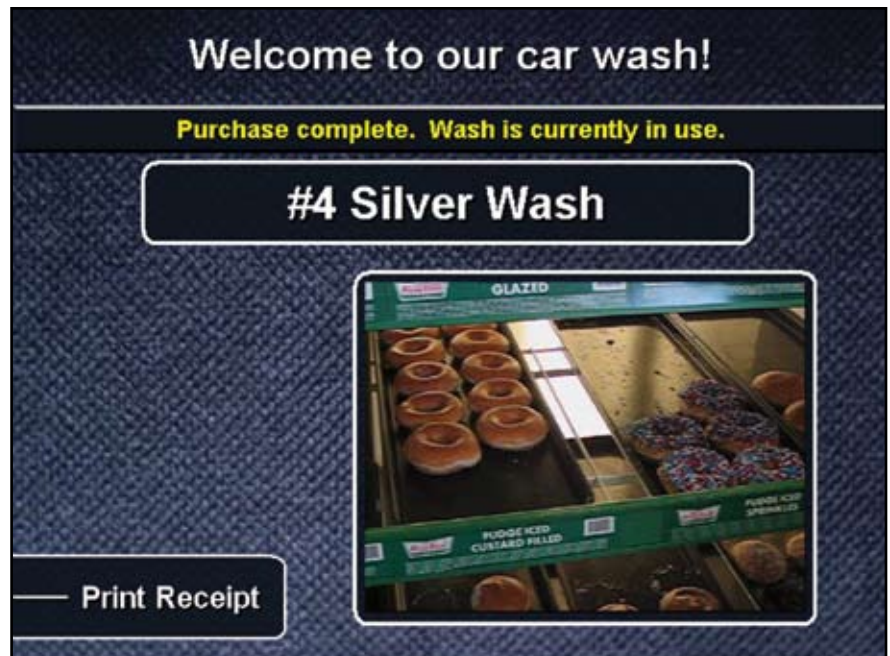 Welcome to our car wash!
Purchase complete. Wash is currently in use.
#4 Silver Wash
GLAZED
FUDGE ICED
CUSTARD FILLED
FUDGE ICED
SPRINKLES
Print Receipt